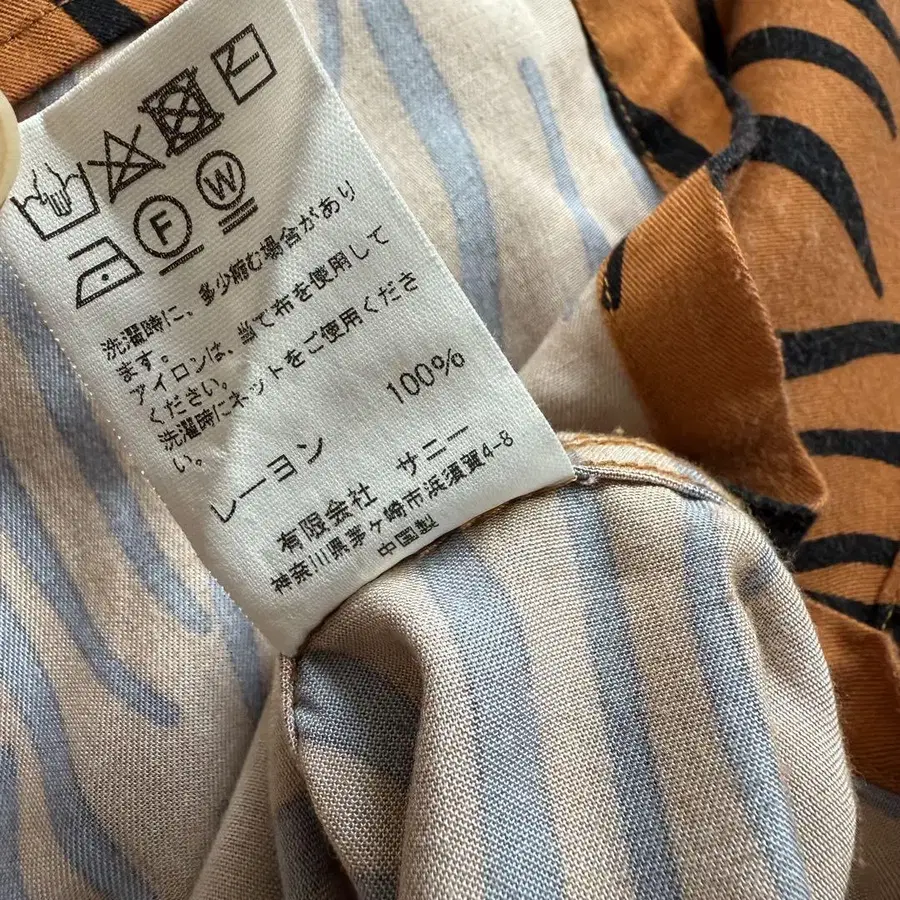 F W
洗濯時に、多少縮む場合があり
ます。
アイロンは、当て布を使用して
ください。
洗濯時にネットをご使用くださ
い。
レーヨン 100%
有限会社 サニー
神奈川県茅ヶ崎市浜須賀4-8
中国製